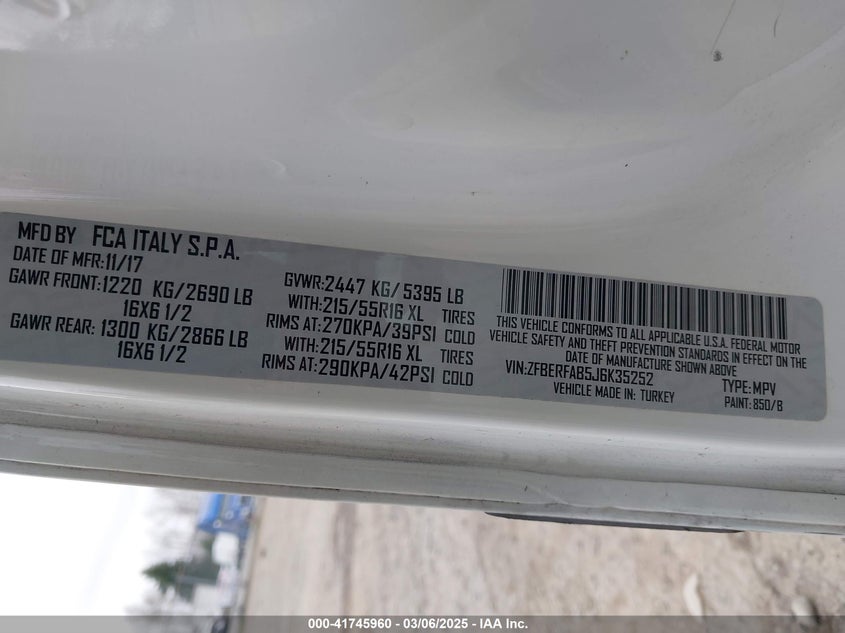 MFD BY FCA ITALY S.P.A.
DATE OF MFR:11/17
GAWR FRONT:1220 KG/2690 LB
16X6 1/2
GAWR REAR: 1300 KG/2866 LB
16X6 1/2
GVWR:2447 KG/ 5395 LB
WITH:215/55R16 XL TIRES
RIMS AT:270KPA/39PSI COLD
WITH:215/55R16 XL TIRES
RIMS AT:290KPA/42PSI COLD
THIS VEHICLE CONFORMS TO ALL APPLICABLE U.S.A. FEDERAL MOTOR
VEHICLE SAFETY AND THEFT PREVENTION STANDARDS IN EFFECT ON THE
DATE OF MANUFACTURE SHOWN ABOVE
VIN:ZFBERFAB5J6K35252 TYPE:MPV
VEHICLE MADE IN: TURKEY PAINT:850/B
000-41745960 - 03/06/2025 - IAA Inc.